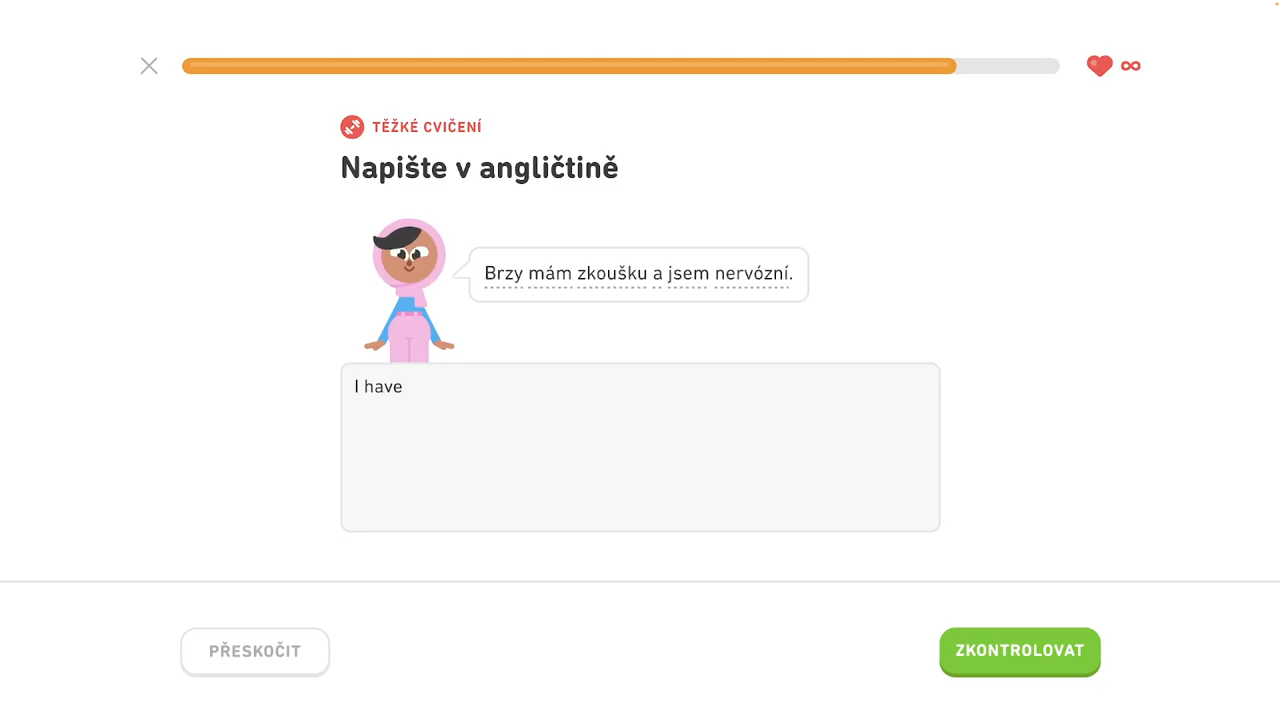 TĚŽKÉ CVIČENÍ
Napište v angličtině
Brzy mám zkoušku a jsem nervózní.
I have
PŘESKOČIT
ZKONTROLOVAT